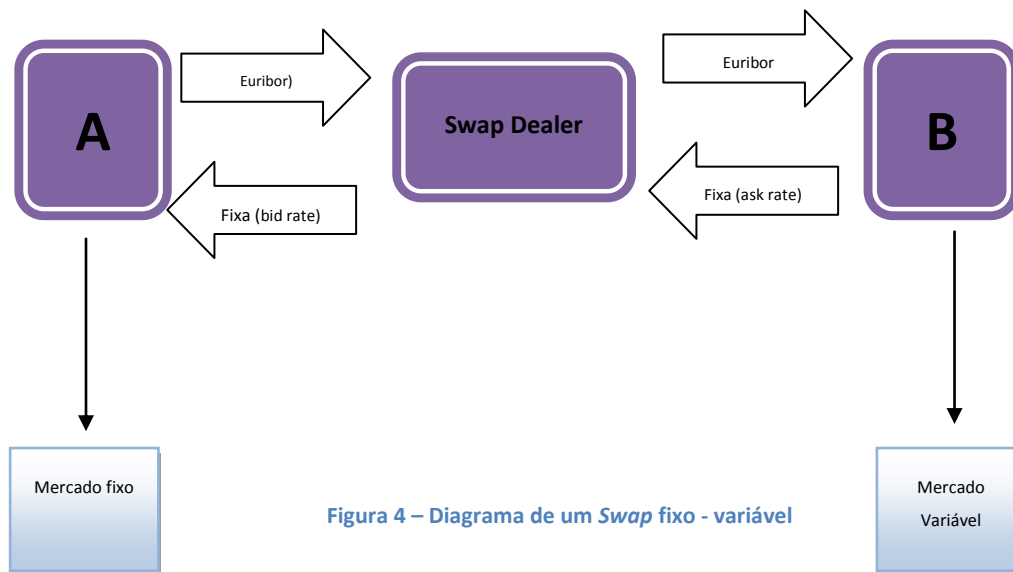 Euribor)
Euribor
A
Swap Dealer
B
Fixa (bid rate)
Fixa (ask rate)
Mercado fixo
Mercado
Variável
Figura 4 – Diagrama de um Swap fixo - variável